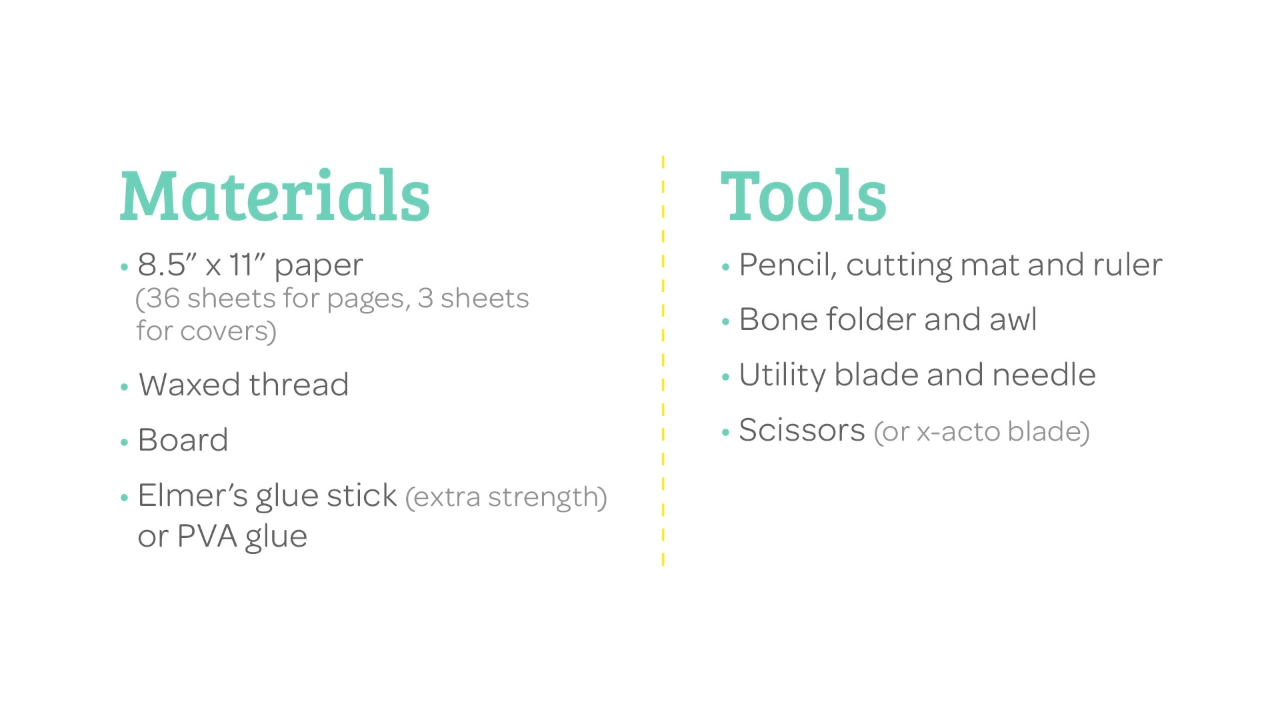 Materials
• 8.5” x 11” paper
(36 sheets for pages, 3 sheets
for covers)
• Waxed thread
• Board
• Elmer’s glue stick (extra strength)
or PVA glue
Tools
• Pencil, cutting mat and ruler
• Bone folder and awl
• Utility blade and needle
• Scissors (or x-acto blade)